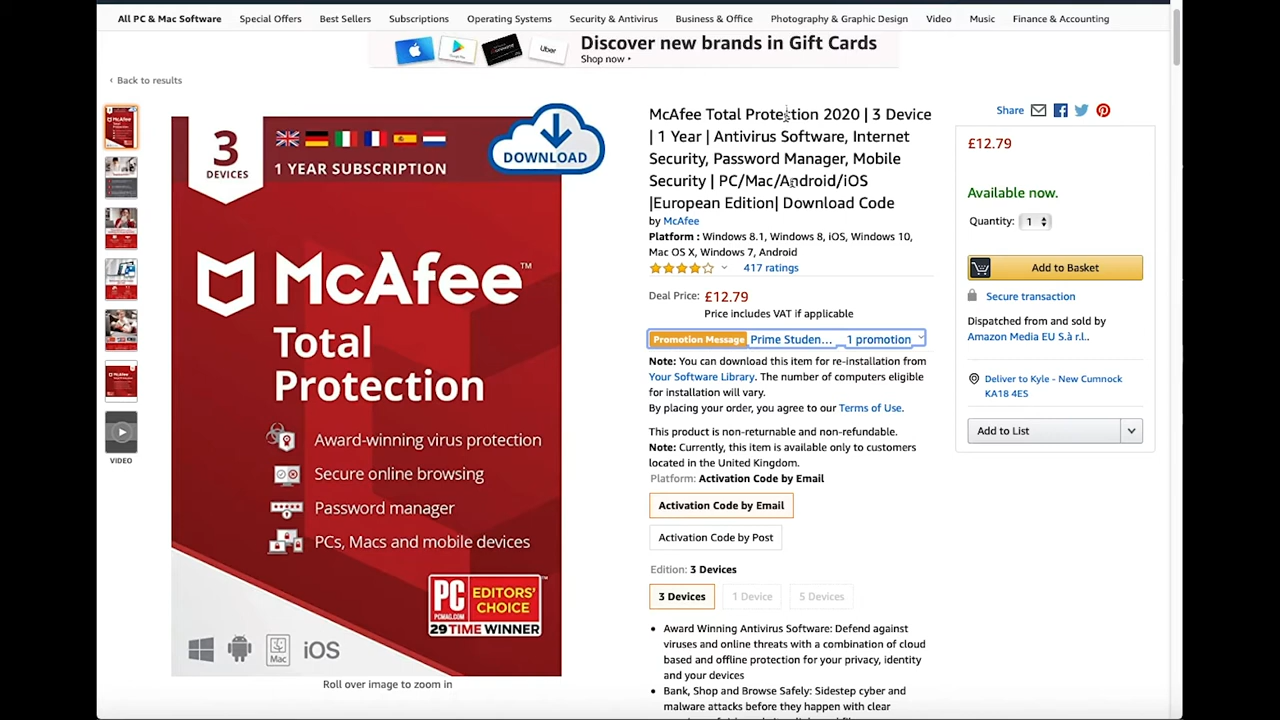 All PC & Mac Software Special Offers Best Sellers Subscriptions Operating Systems Security & Antivirus Business & Office Photography & Graphic Design Video Music Finance & Accounting
Discover new brands in Gift Cards
Shop now
Uber
‹ Back to results
3
DEVICES
1 YEAR SUBSCRIPTION
DOWNLOAD
McAfee™
Total
Protection
Award-winning virus protection
Secure online browsing
Password manager
PCs, Macs and mobile devices
PC
PCMAG.COM
EDITORS'
CHOICE
29 TIME WINNER
Mac
iOS
Roll over image to zoom in
VIDEO
McAfee Total Protection 2020 | 3 Device
| 1 Year | Antivirus Software, Internet
Security, Password Manager, Mobile
Security | PC/Mac/Android/iOS
|European Edition| Download Code
by McAfee
Platform : Windows 8.1, Windows 8, iOS, Windows 10,
Mac OS X, Windows 7, Android
417 ratings
Deal Price: £12.79
Price includes VAT if applicable
Promotion Message Prime Studen... 1 promotion
Note: You can download this item for re-installation from
Your Software Library. The number of computers eligible
for installation will vary.
By placing your order, you agree to our Terms of Use.
This product is non-returnable and non-refundable.
Note: Currently, this item is available only to customers
located in the United Kingdom.
Platform: Activation Code by Email
Activation Code by Email
Activation Code by Post
Edition: 3 Devices
3 Devices 1 Device 5 Devices
• Award Winning Antivirus Software: Defend against
viruses and online threats with a combination of cloud
based and offline protection for your privacy, identity
and your devices
• Bank, Shop and Browse Safely: Sidestep cyber and
malware attacks before they happen with clear
Share
£12.79
Available now.
Quantity: 1
Add to Basket
Secure transaction
Dispatched from and sold by
Amazon Media EU S.à r.l..
Deliver to Kyle - New Cumnock
KA18 4ES
Add to List